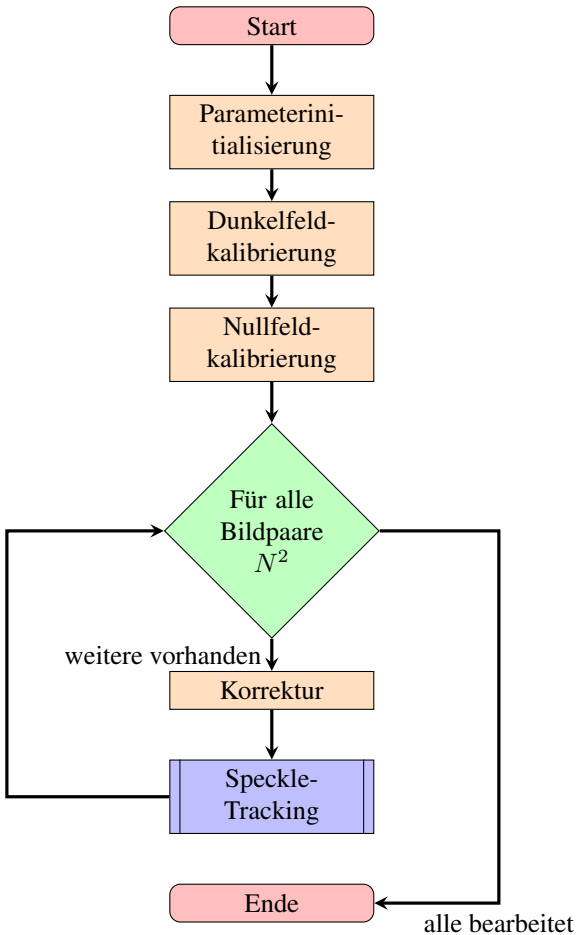 Start
Parameterini-
tialisierung
Dunkelfeld-
kalibrierung
Nullfeld-
kalibrierung
Für alle
Bildpaare
N²
weitere vorhanden
Korrektur
Speckle-
Tracking
Ende
alle bearbeitet